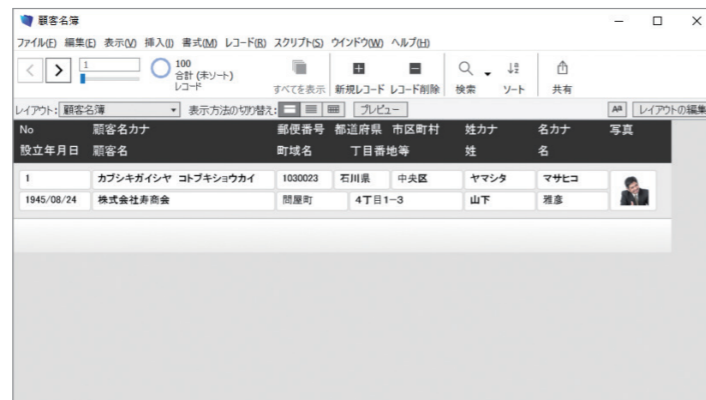 顧客名簿
ファイル(F) 編集(E) 表示(V) 挿入(I) 書式(M) レコード(R) スクリプト(S) ウインドウ(W) ヘルプ(H)
1
100
合計 (未ソート)
レコード
すべてを表示 新規レコード レコード削除 検索 ソート 共有
レイアウト: 顧客名簿 表示方法の切り替え: プレビュー Aa レイアウトの編集
No 顧客名カナ 郵便番号 都道府県 市区町村 姓カナ 名カナ 写真
設立年月日 顧客名 町域名 丁目番地等 姓 名
1 カブシキガイシヤ コトブキショウカイ 1030023 石川県 中央区 ヤマシタ マサヒコ
1945/08/24 株式会社寿商会 問屋町 4丁目1-3 山下 雅彦